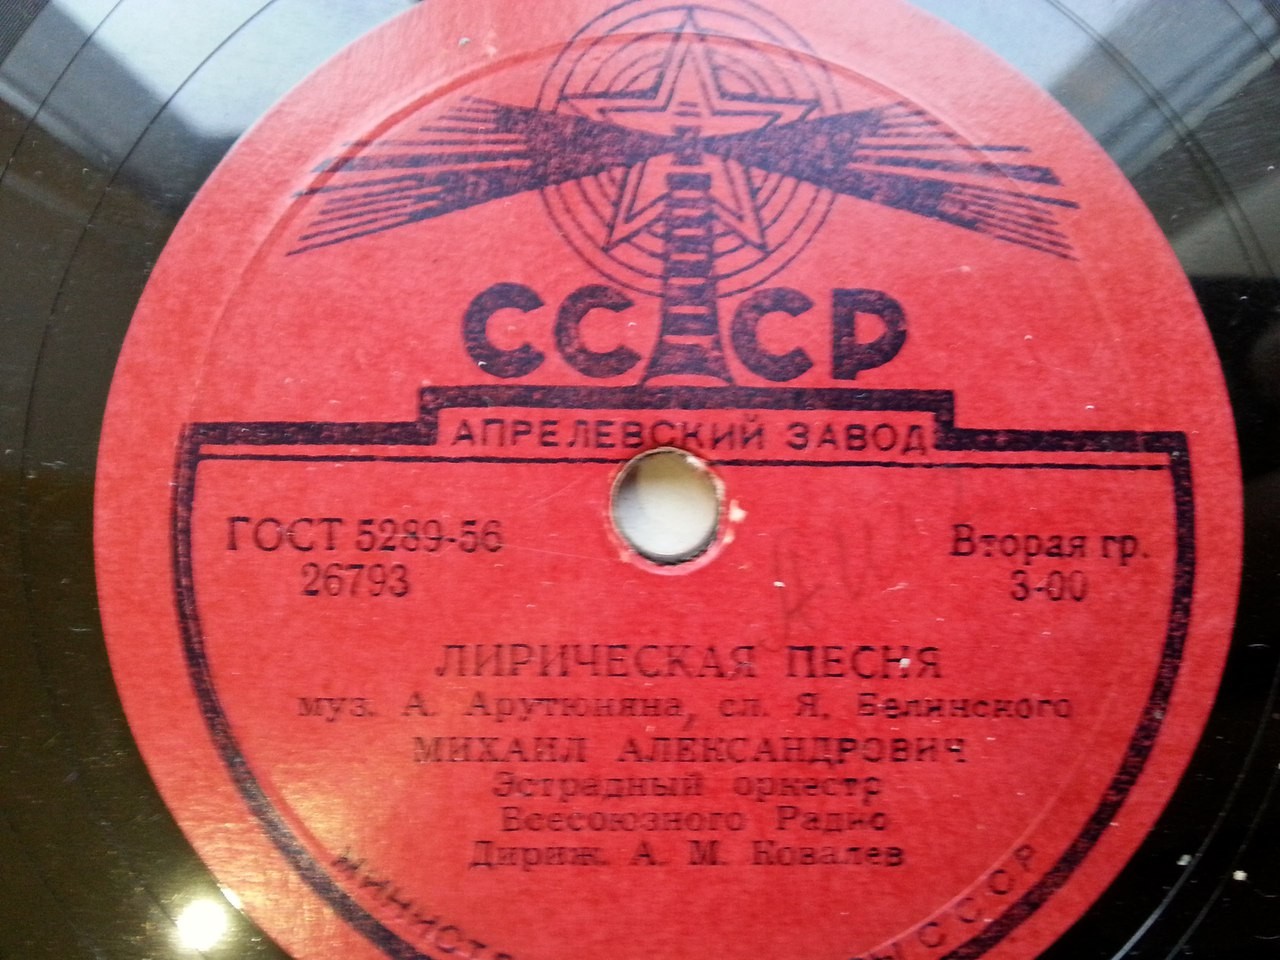 СССР
АПРЕЛЕВСКИЙ ЗАВОД
ГОСТ 5289-56
26793
Вторая гр.
3-00
ЛИРИЧЕСКАЯ ПЕСНЯ
муз. А. Арутюняна, сл. Я. Белинского
МИХАИЛ АЛЕКСАНДРОВИЧ
Эстрадный оркестр
Всесоюзного Радио
Дириж. А. М. Ковалев
СССР